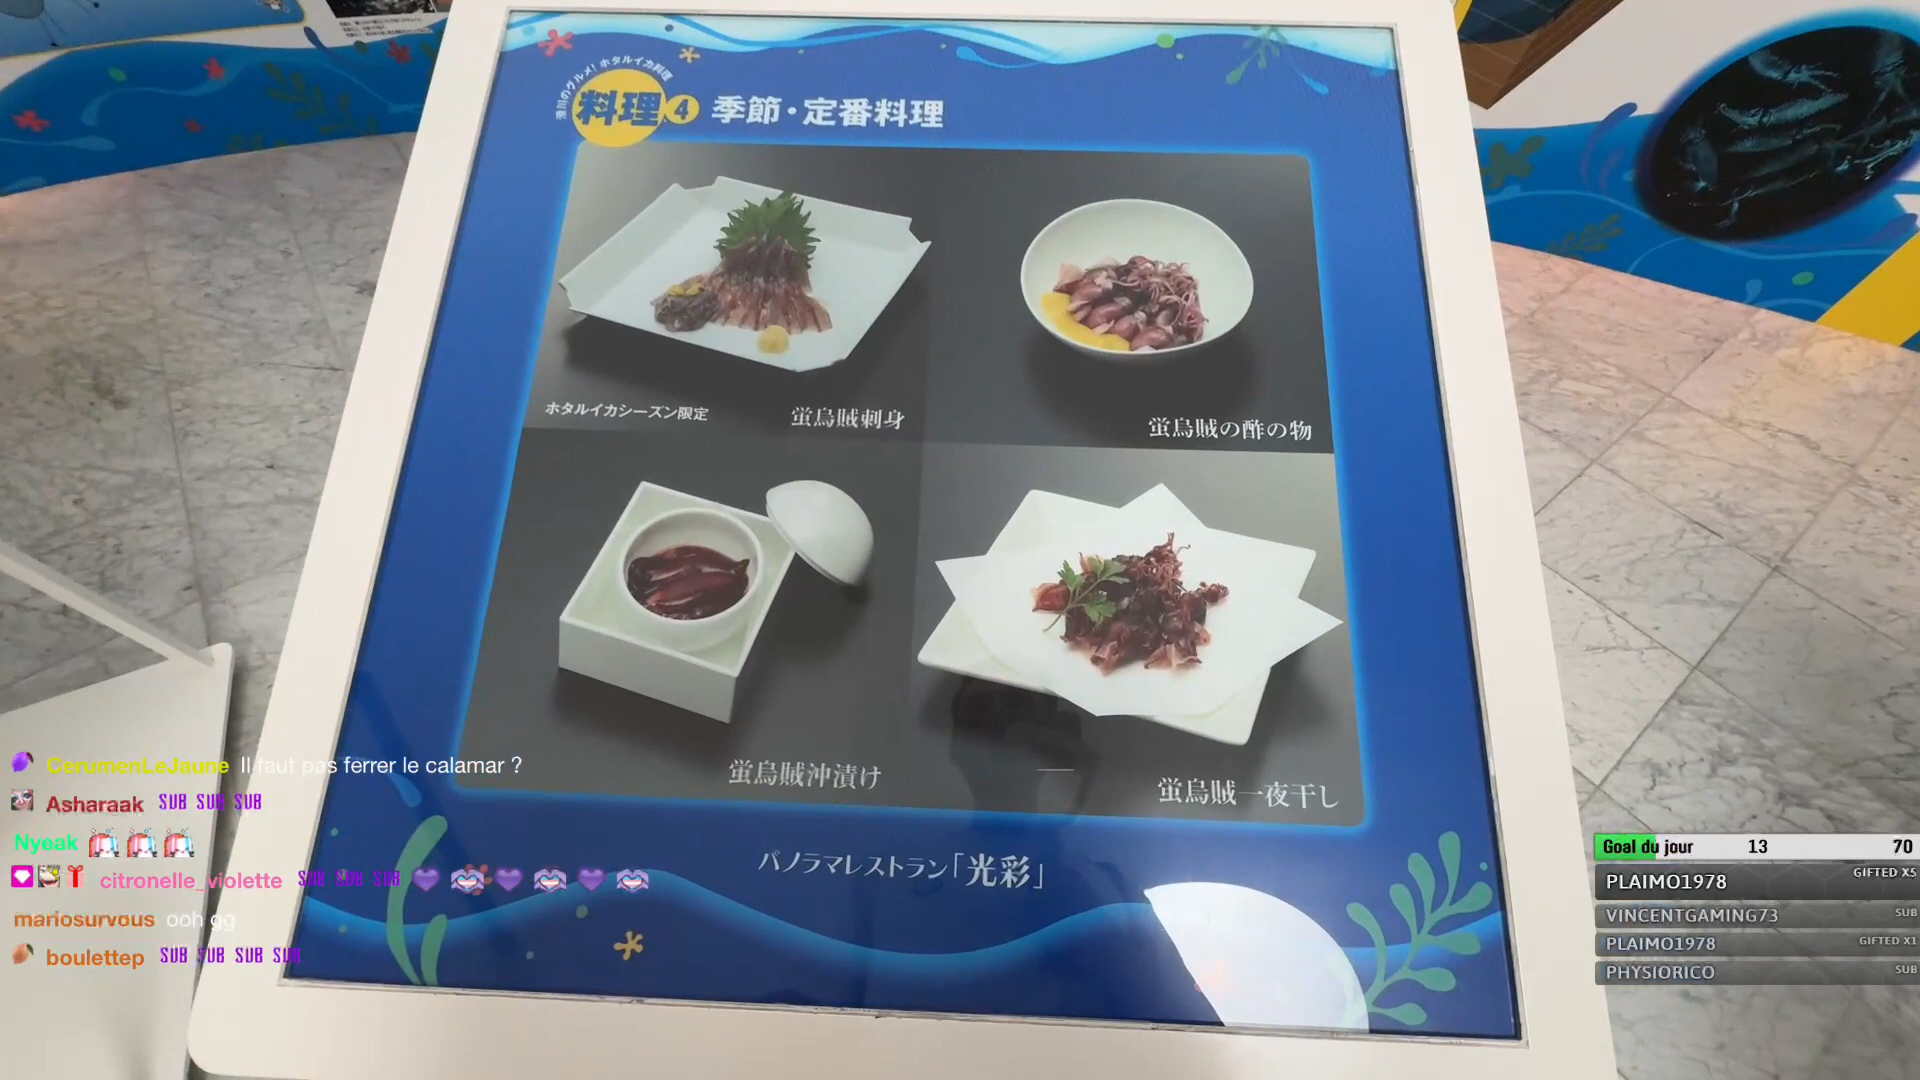 滑川のグルメ！ホタルイカ料理
料理4 季節・定番料理
ホタルイカシーズン限定
蛍烏賊刺身
蛍烏賊の酢の物
蛍烏賊沖漬け
蛍烏賊一夜干し
パノラマレストラン「光彩」
CerumenLeJaune Il faut pas ferrer le calamar ?
Asharaak SUB SUB SUB
Nyeak
citronelle_violette SUB SUB SUB
mariosurvous ooh gg
boulettep SUB SUB SUB SUB
Goal du jour 13 70
PLAIMO1978 GIFTED X5
VINCENTGAMING73 SUB
PLAIMO1978 GIFTED X1
PHYSIORICO SUB